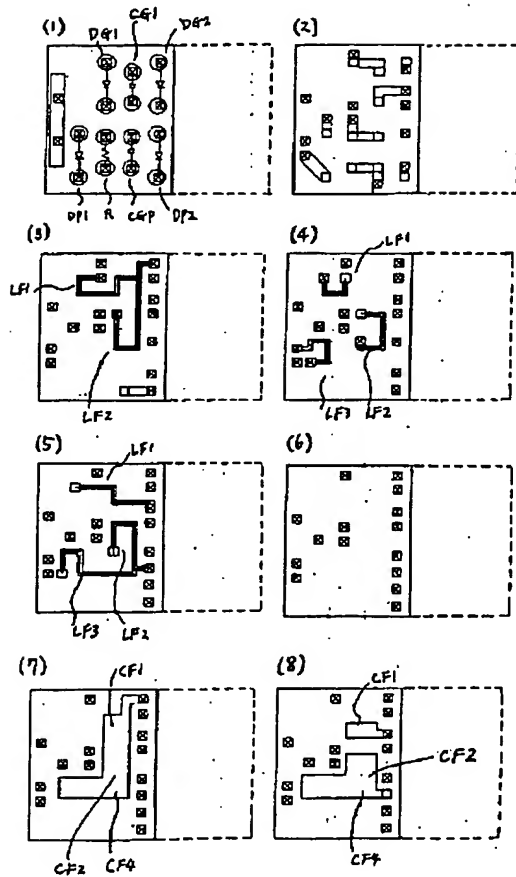 (1)
DG1 CG1 DG2
DP1 R CGP DP2
(2)
(3)
LF1
LF2
(4)
LF1
LF3 LF2
(5)
LF1
LF3 LF2
(6)
(7)
CF1
CF2 CF4
(8)
CF1
CF2
CF4